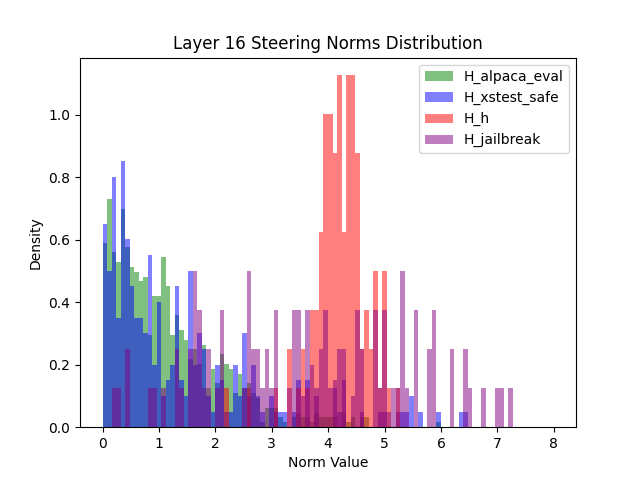 Layer 16 Steering Norms Distribution
H_alpaca_eval
H_xstest_safe
H_h
H_jailbreak
Density
1.0
0.8
0.6
0.4
0.2
0.0
0 1 2 3 4 5 6 7 8
Norm Value